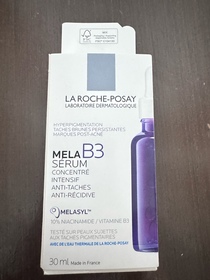 LA ROCHE-POSAY
LABORATOIRE DERMATOLOGIQUE
HYPERPIGMENTATION
TACHES BRUNES PERSISTANTES
MARQUES POST-ACNÉ
MELA B3
SÉRUM
CONCENTRÉ
INTENSIF
ANTI-TACHES
ANTI-RÉCIDIVE
MELASYL™
10% NIACINAMIDE / VITAMINE B3
TESTÉ SUR PEAUX SUJETTES
AUX TACHES PIGMENTAIRES
AVEC DE L'EAU THERMALE DE LA ROCHE-POSAY
30 ml Made in France